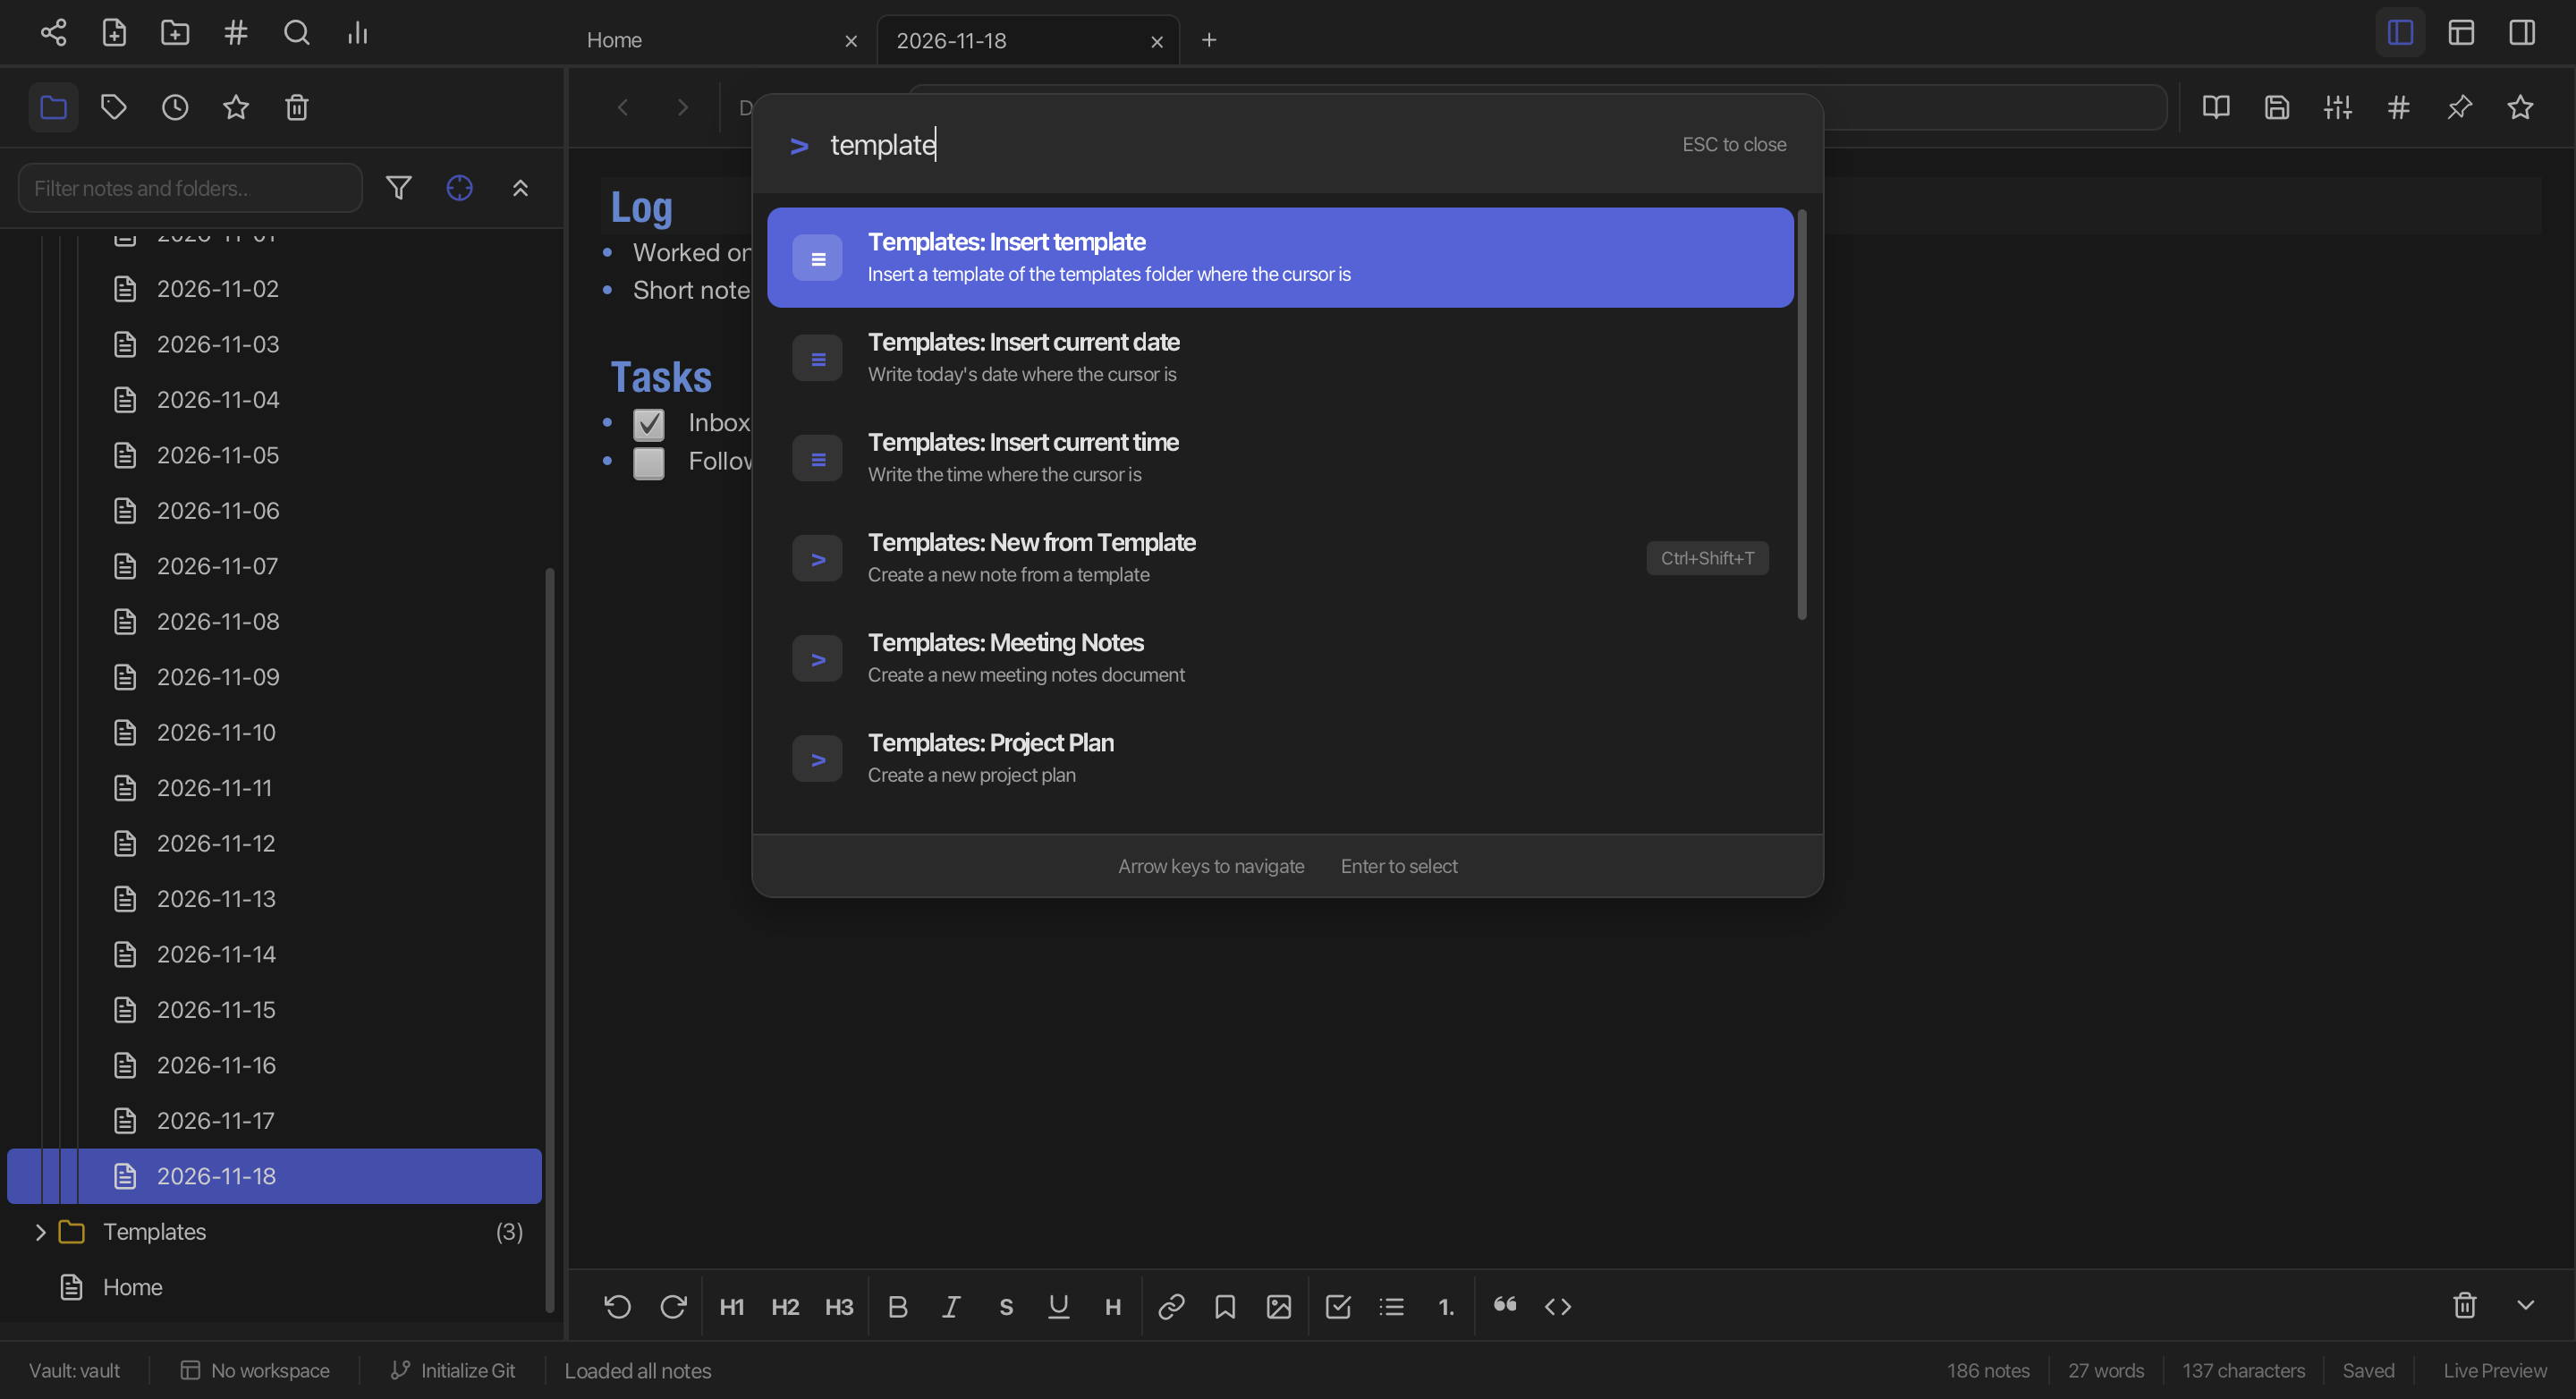 Home
2026-11-18
Filter notes and folders...
2026-11-02
2026-11-03
2026-11-04
2026-11-05
2026-11-06
2026-11-07
2026-11-08
2026-11-09
2026-11-10
2026-11-11
2026-11-12
2026-11-13
2026-11-14
2026-11-15
2026-11-16
2026-11-17
2026-11-18
Templates (3)
Home
Log
Worked on
Short note
Tasks
Inbox
> template
ESC to close
Templates: Insert template
Insert a template of the templates folder where the cursor is
Templates: Insert current date
Write today's date where the cursor is
Templates: Insert current time
Write the time where the cursor is
Templates: New from Template
Create a new note from a template
Ctrl+Shift+T
Templates: Meeting Notes
Create a new meeting notes document
Templates: Project Plan
Create a new project plan
Arrow keys to navigate Enter to select
H1 H2 H3 B I S U H 1.
Vault: vault No workspace Initialize Git Loaded all notes
186 notes 27 words 137 characters Saved Live Preview